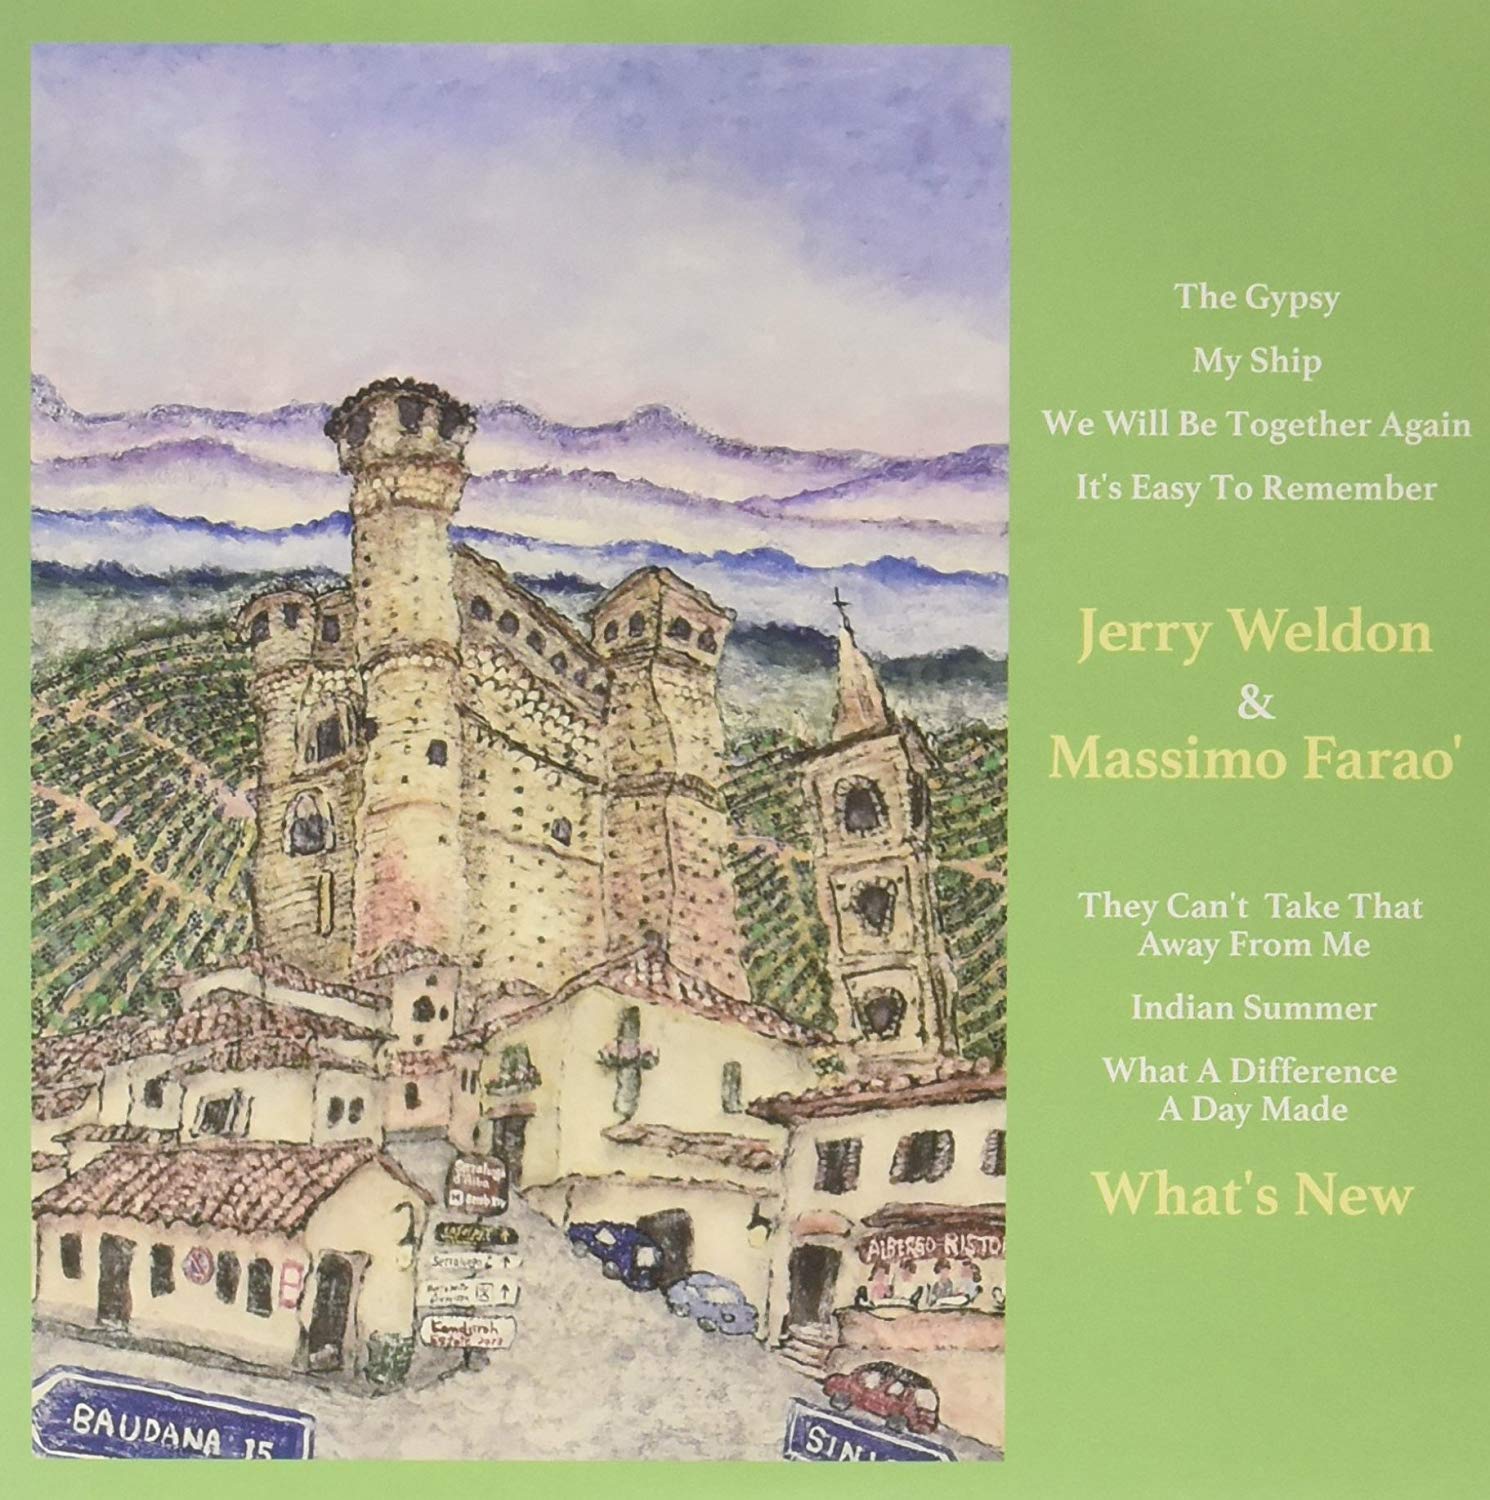 The Gypsy
My Ship
We Will Be Together Again
It's Easy To Remember
Jerry Weldon
&
Massimo Farao'
They Can't Take That
Away From Me
Indian Summer
What A Difference
A Day Made
What's New
ALBERGO RISTO
BAUDANA 15
SINI